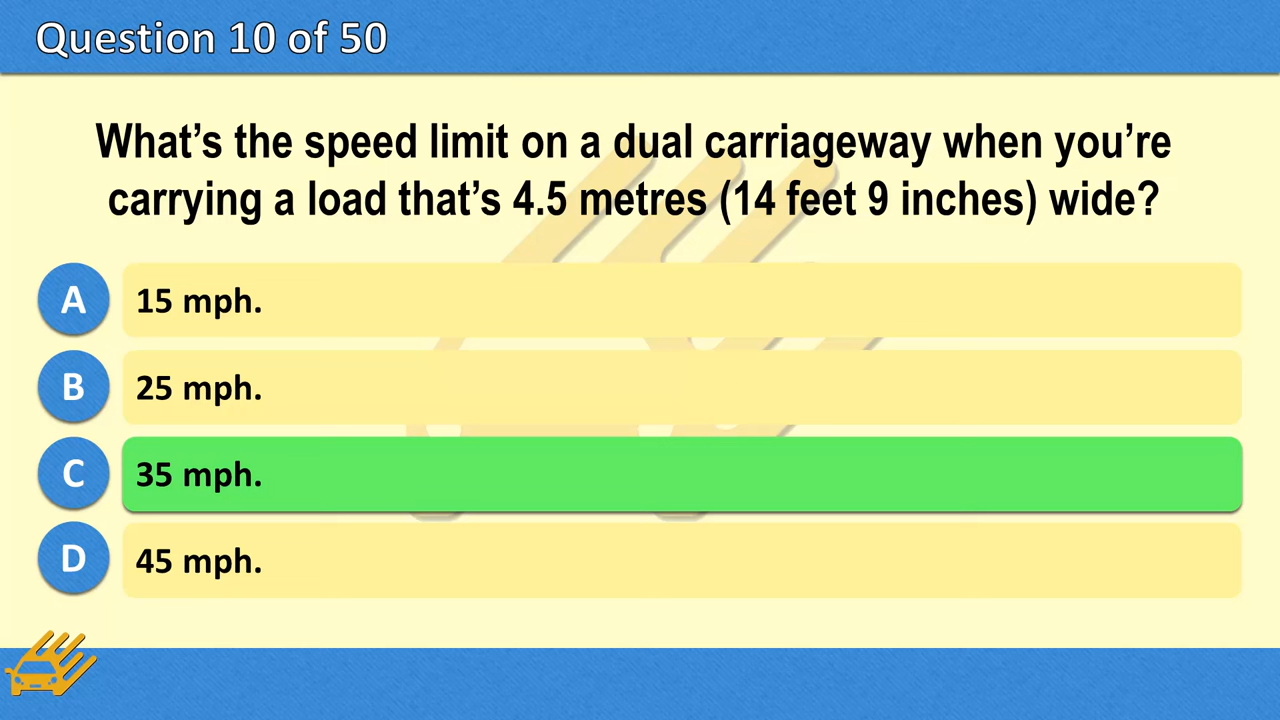 Question 10 of 50
What’s the speed limit on a dual carriageway when you’re
carrying a load that’s 4.5 metres (14 feet 9 inches) wide?
A 15 mph.
B 25 mph.
C 35 mph.
D 45 mph.